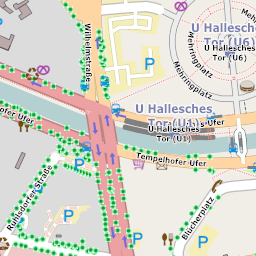 U Hallesches
Tor (U6)
U Hallesches
Tor (U6)
Mehringplatz
Mehringplatz
Wilhelmstraße
U Hallesches
Tor (U1)
U Hallesches
Tor (U1)
Ufer
Ufer
Tempelhofer Ufer
Ruhlsdorfer Straße
Blücherplatz
P
P
P
P
P
P